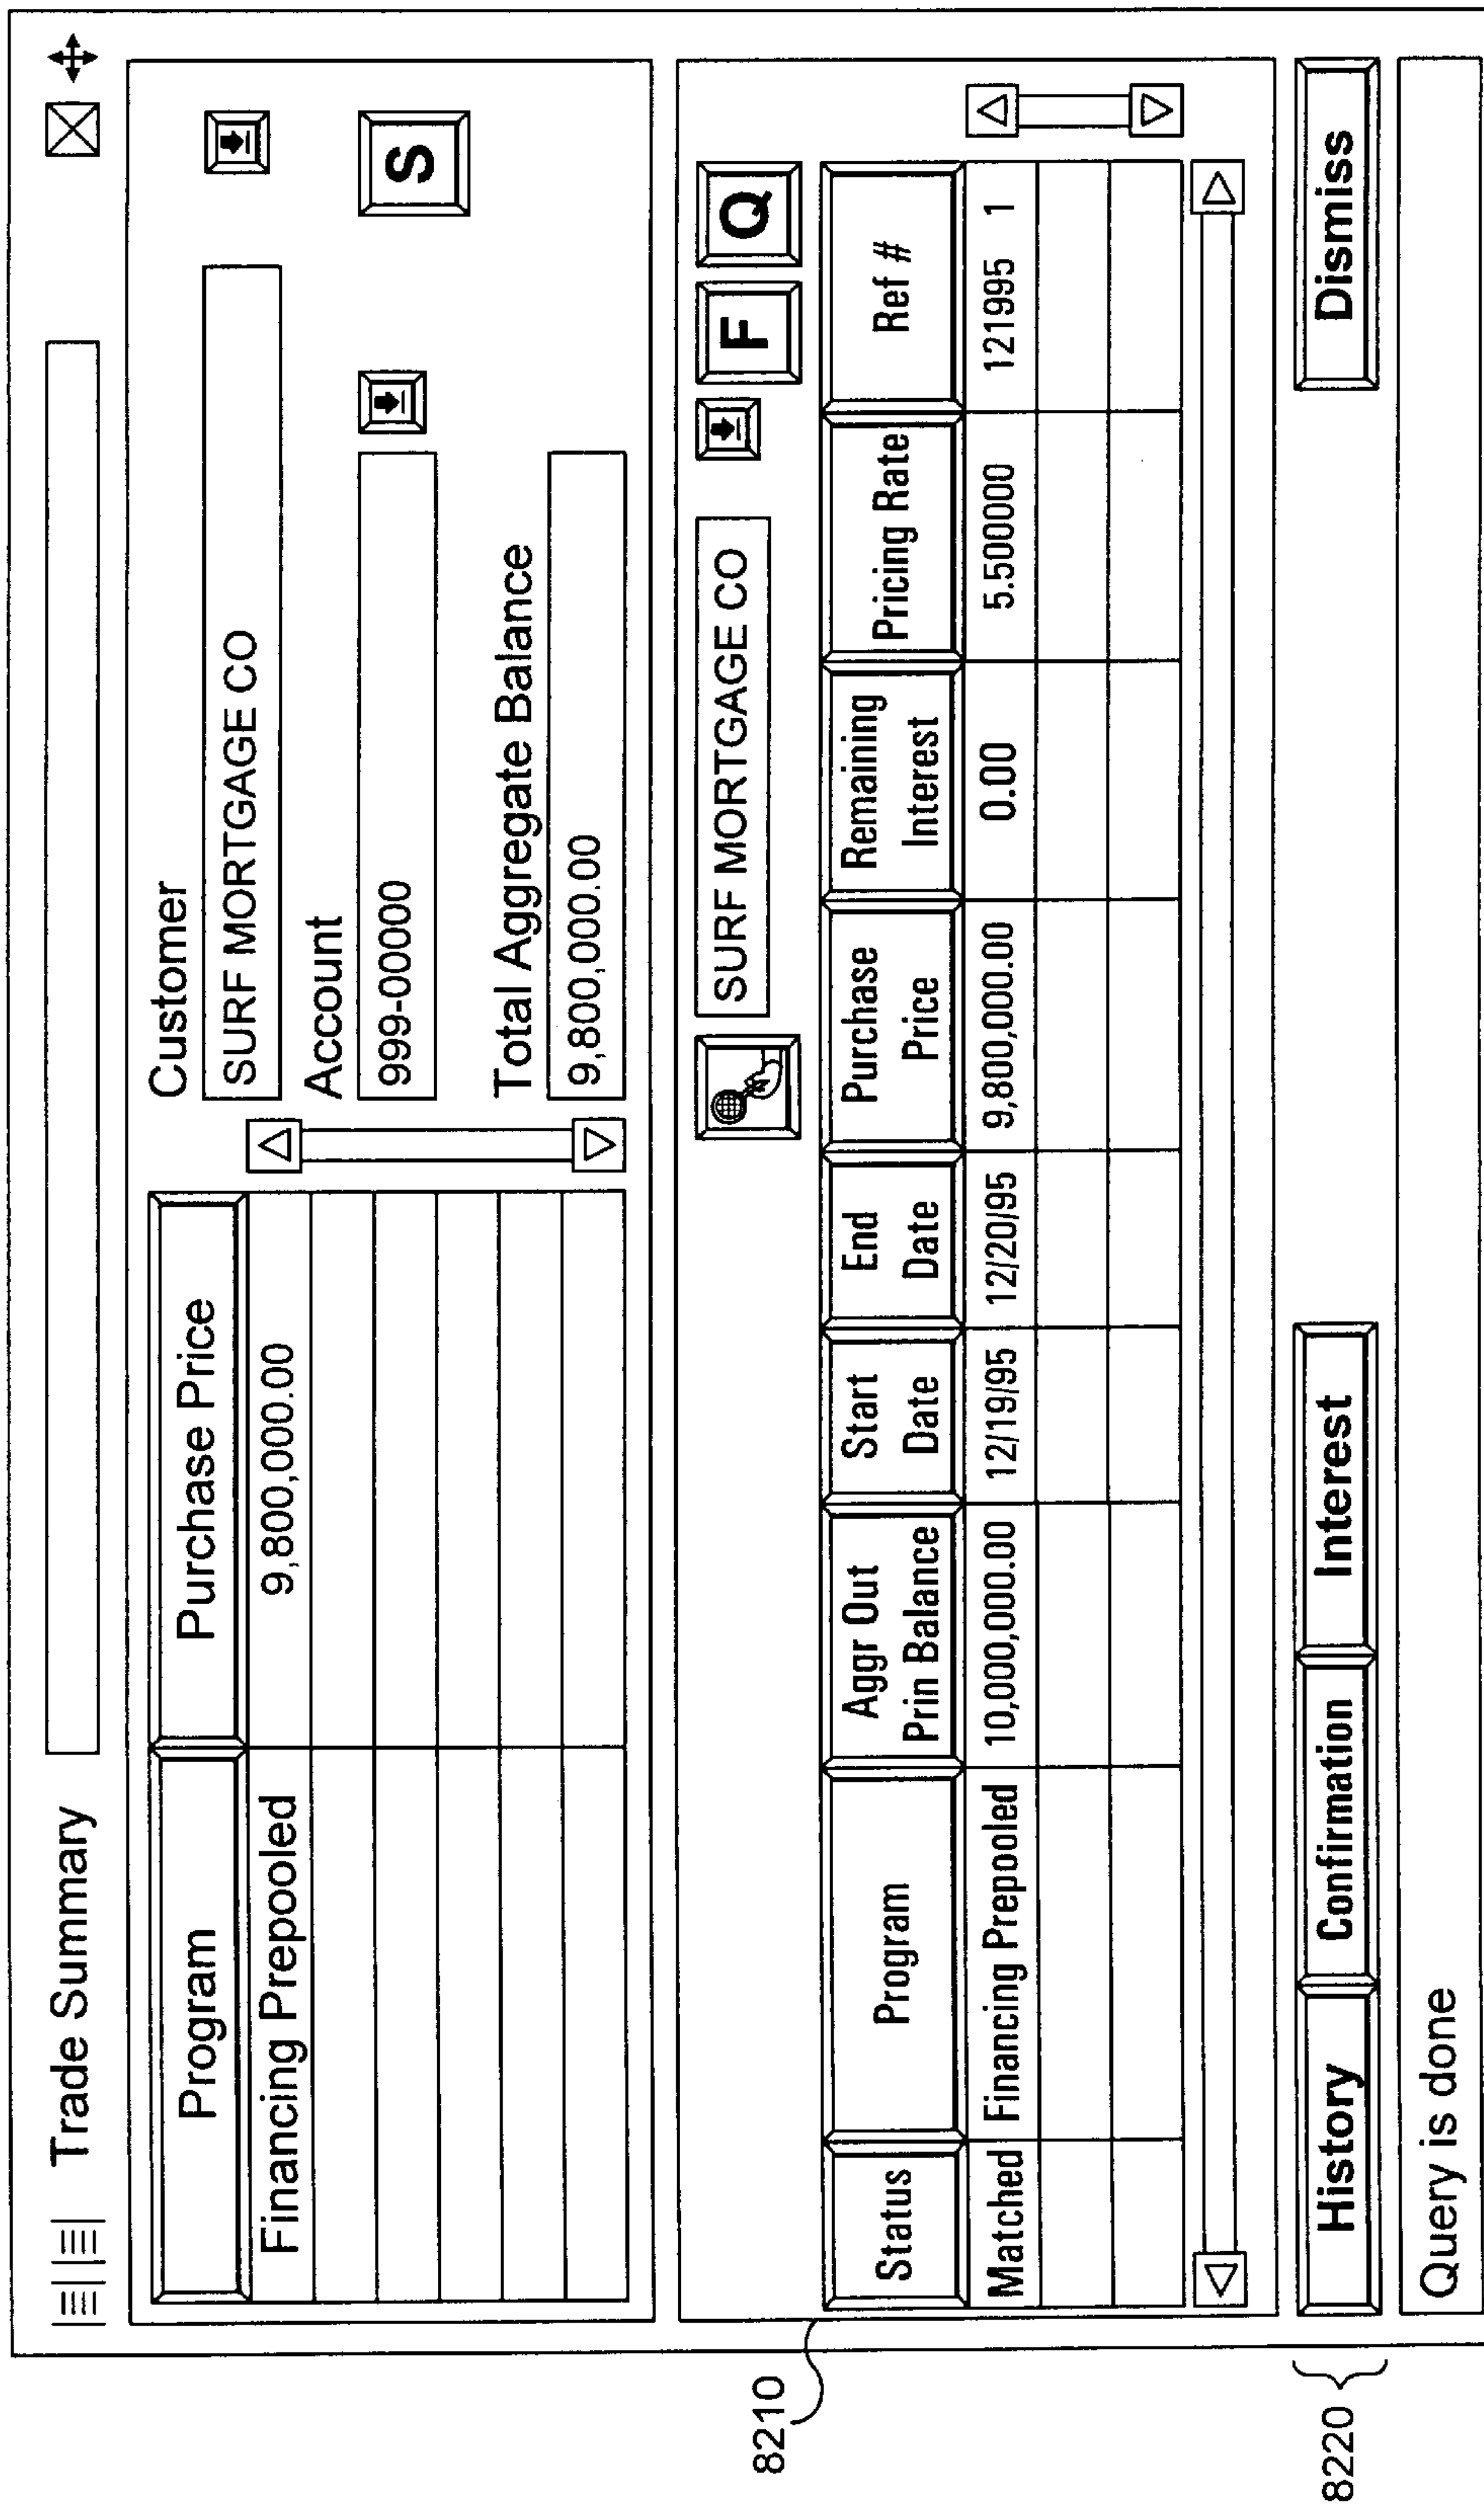 Trade Summary
Program Purchase Price
Financing Prepooled 9,800,000.00
Customer
SURF MORTGAGE CO
Account
999-00000
S
Total Aggregate Balance
9,800,000.00
8210
SURF MORTGAGE CO F Q
Status Program Aggr Out Prin Balance Start Date End Date Purchase Price Remaining Interest Pricing Rate Ref #
Matched Financing Prepooled 10,000,000.00 12/19/95 12/20/95 9,800,000.00 0.00 5.500000 121995 1
8220
History Confirmation Interest Dismiss
Query is done